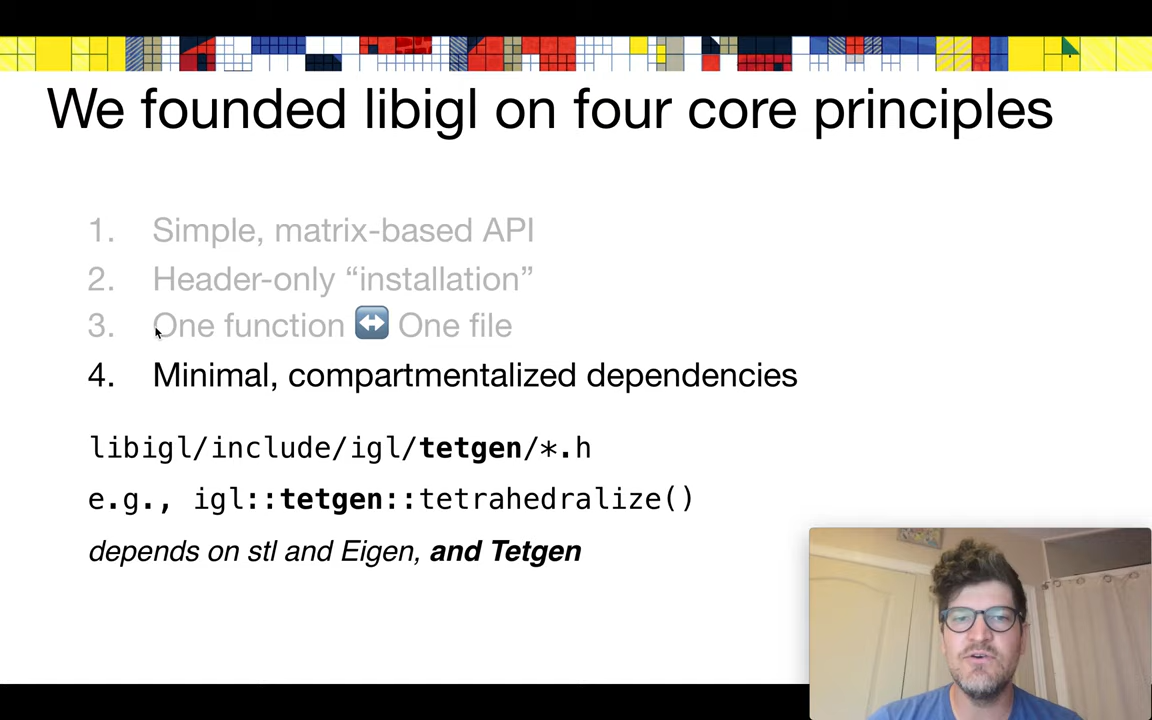 We founded libigl on four core principles
1. Simple, matrix-based API
2. Header-only “installation”
3. One function ↔️ One file
4. Minimal, compartmentalized dependencies
libigl/include/igl/tetgen/*.h
e.g., igl::tetgen::tetrahedralize()
depends on stl and Eigen, and Tetgen